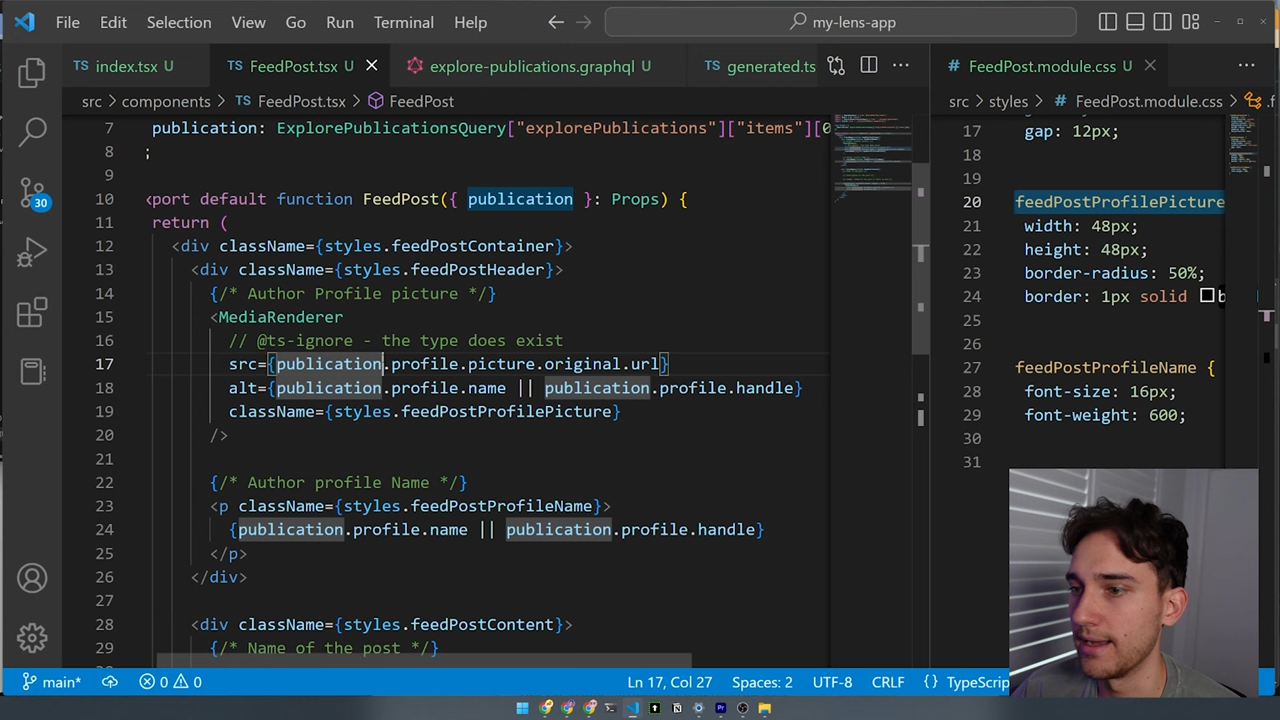 File Edit Selection View Go Run Terminal Help my-lens-app
TS index.tsx U TS FeedPost.tsx U explore-publications.graphql U TS generated.ts # FeedPost.module.css U
src > components > TS FeedPost.tsx > FeedPost
src > styles > # FeedPost.module.css >
7 publication: ExplorePublicationsQuery["explorePublications"]["items"][0
8 ;
9
10 port default function FeedPost({ publication }: Props) {
11 return (
12 <div className={styles.feedPostContainer}>
13 <div className={styles.feedPostHeader}>
14 {/* Author Profile picture */}
15 <MediaRenderer
16 // @ts-ignore - the type does exist
17 src={publication.profile.picture.original.url}
18 alt={publication.profile.name || publication.profile.handle}
19 className={styles.feedPostProfilePicture}
20 />
21
22 {/* Author profile Name */}
23 <p className={styles.feedPostProfileName}>
24 {publication.profile.name || publication.profile.handle}
25 </p>
26 </div>
27
28 <div className={styles.feedPostContent}>
29 {/* Name of the post */}
17 gap: 12px;
18
19
20 feedPostProfilePicture
21 width: 48px;
22 height: 48px;
23 border-radius: 50%;
24 border: 1px solid b
25
26
27 feedPostProfileName {
28 font-size: 16px;
29 font-weight: 600;
30
31
30
main* 0 0 Ln 17, Col 27 Spaces: 2 UTF-8 CRLF {} TypeScrip